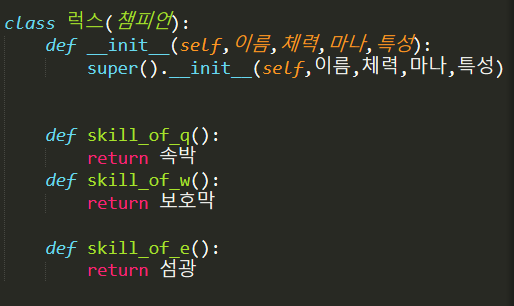 class 럭스(챔피언):
    def __init__(self,이름,체력,마나,특성):
        super().__init__(self,이름,체력,마나,특성)
    def skill_of_q():
        return 속박
    def skill_of_w():
        return 보호막
    def skill_of_e():
        return 섬광